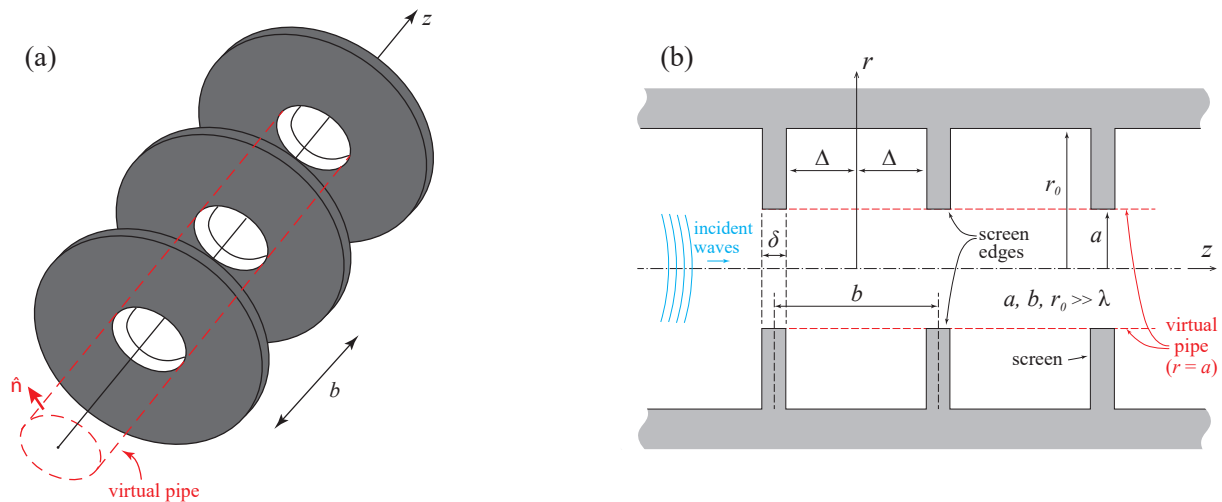 (a)
z
b
n̂
virtual pipe
(b)
r
Δ
Δ
r₀
incident
waves
δ
screen
edges
a
z
b
a, b, r₀ >> λ
screen
virtual
pipe
(r = a)